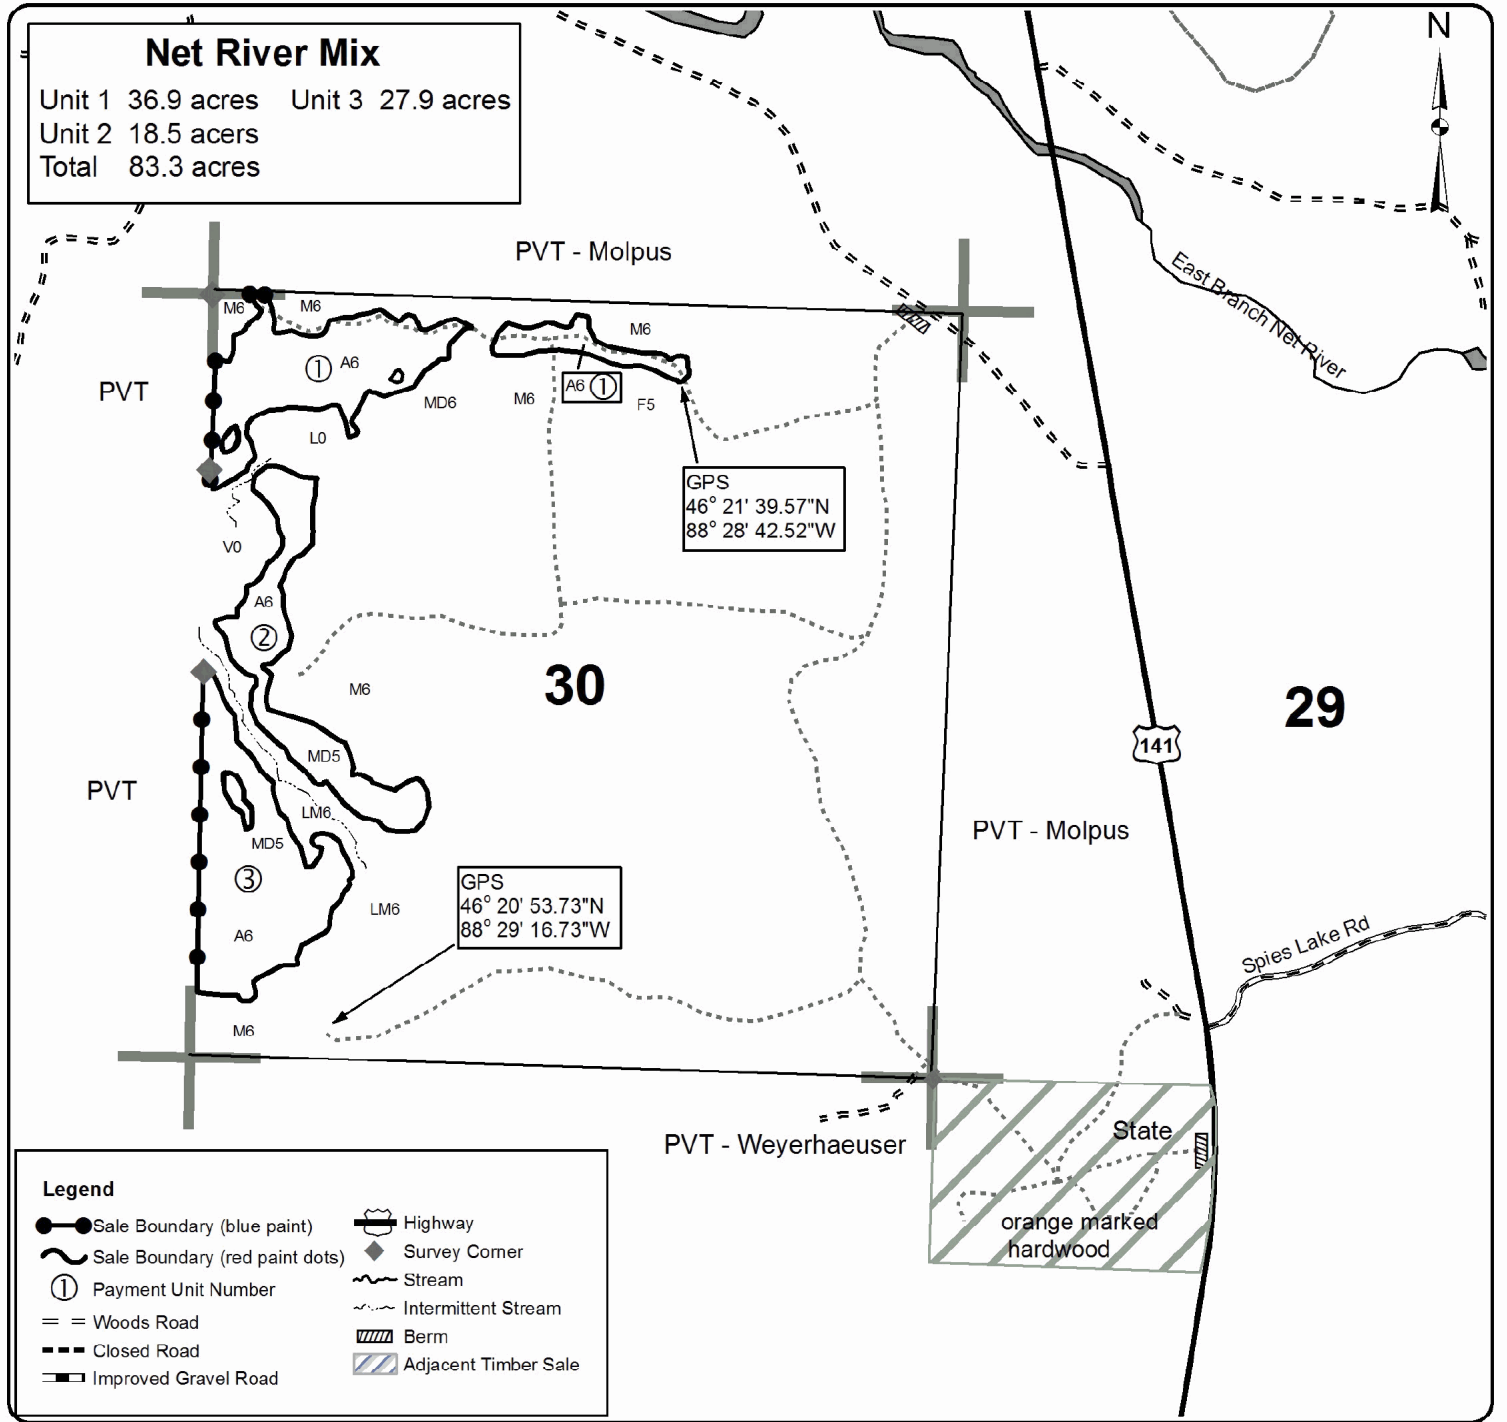 Net River Mix
Unit 1 36.9 acres Unit 3 27.9 acres
Unit 2 18.5 acers
Total 83.3 acres
N
PVT - Molpus
East Branch Net River
M6
M6
M6
PVT
1
A6
MD6
M6
A6 1
F5
L0
GPS
46° 21' 39.57"N
88° 28' 42.52"W
V0
A6
2
M6
30
29
141
MD5
PVT
LM6
MD5
PVT - Molpus
3
GPS
46° 20' 53.73"N
88° 29' 16.73"W
LM6
A6
Spies Lake Rd
M6
PVT - Weyerhaeuser
State
orange marked
hardwood
Legend
Sale Boundary (blue paint)
Sale Boundary (red paint dots)
1 Payment Unit Number
Woods Road
Closed Road
Improved Gravel Road
Highway
Survey Corner
Stream
Intermittent Stream
Berm
Adjacent Timber Sale